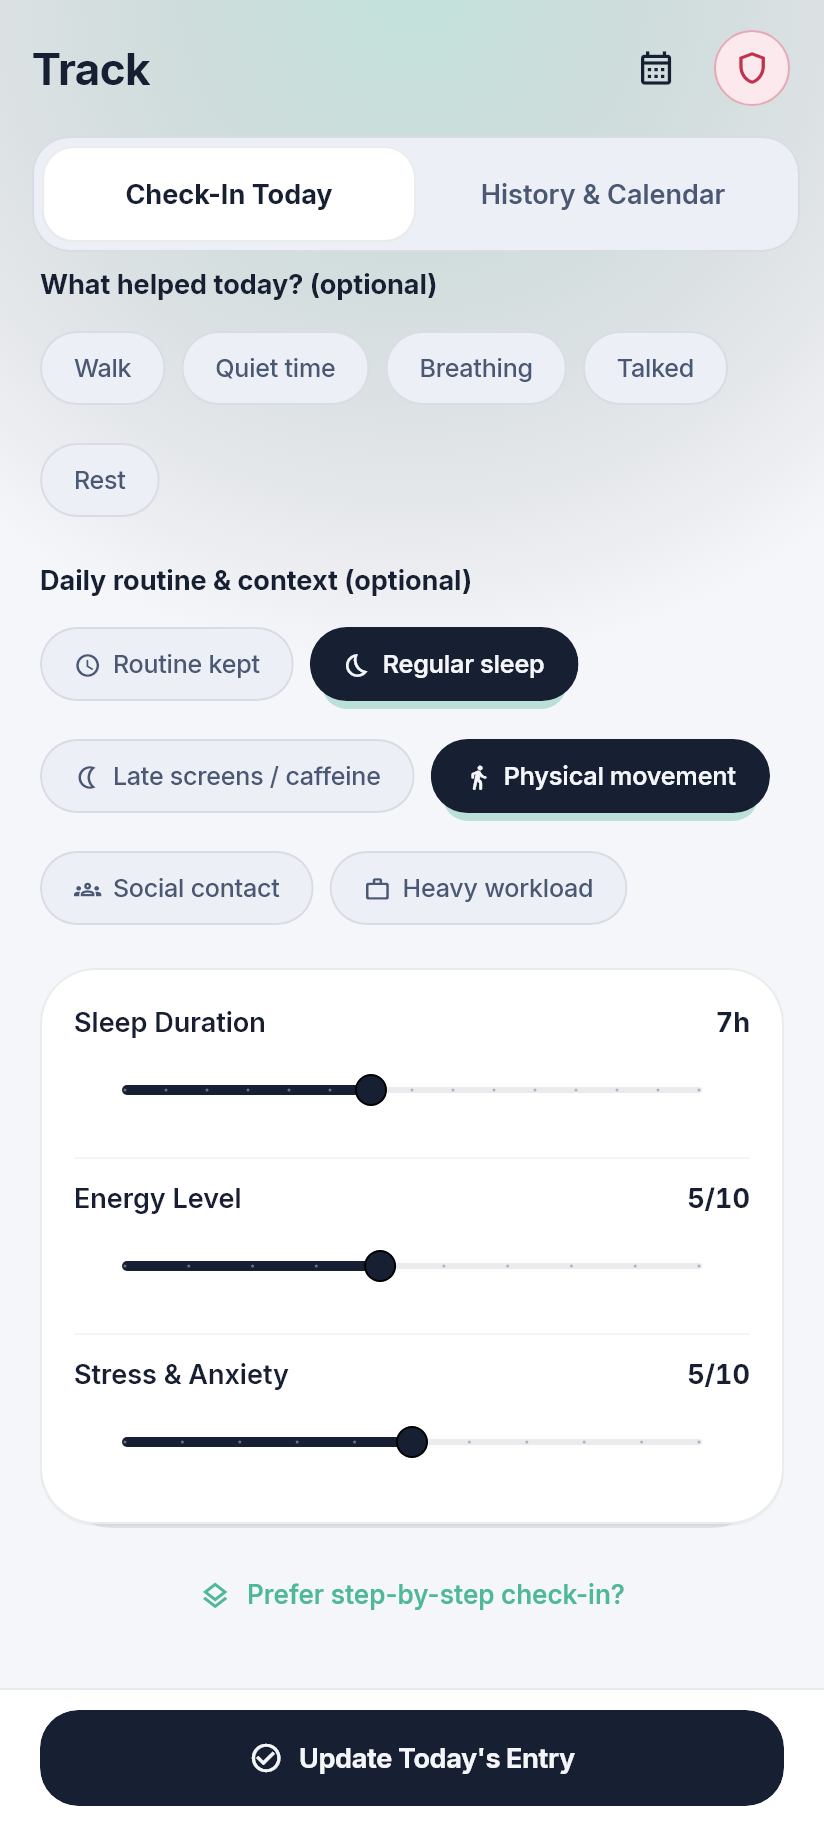 Track
Check-In Today
History & Calendar
What helped today? (optional)
Walk
Quiet time
Breathing
Talked
Rest
Daily routine & context (optional)
Routine kept
Regular sleep
Late screens / caffeine
Physical movement
Social contact
Heavy workload
Sleep Duration
7h
Energy Level
5/10
Stress & Anxiety
5/10
Prefer step-by-step check-in?
Update Today's Entry